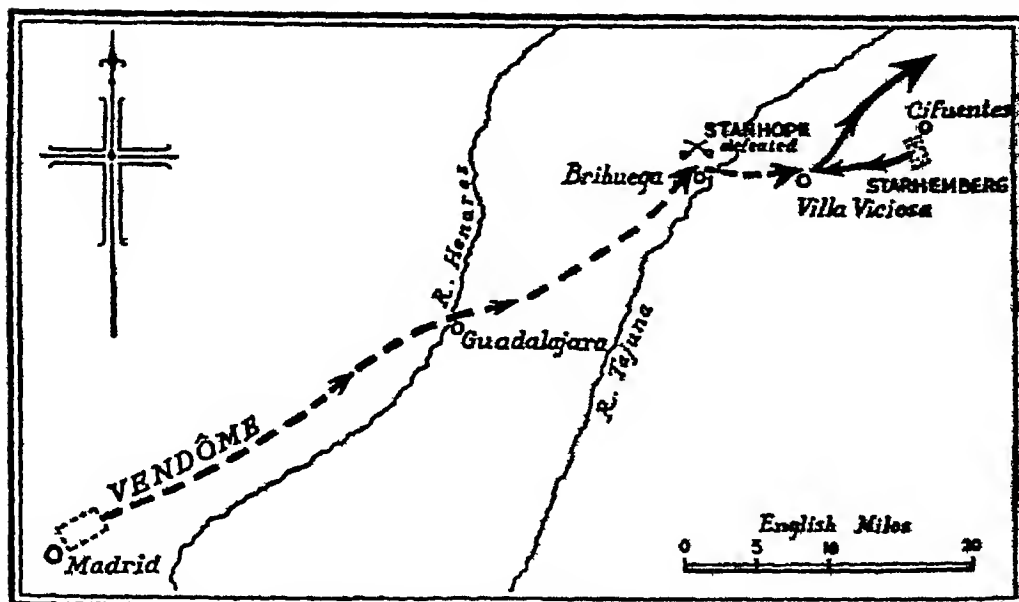 Cifuentes
STANHOPE
defeated
Brihuega
STARHEMBERG
Villa Viciosa
R. Henares
Guadalajara
R. Tajuna
VENDÔME
Madrid
English Miles
0 5 10 20